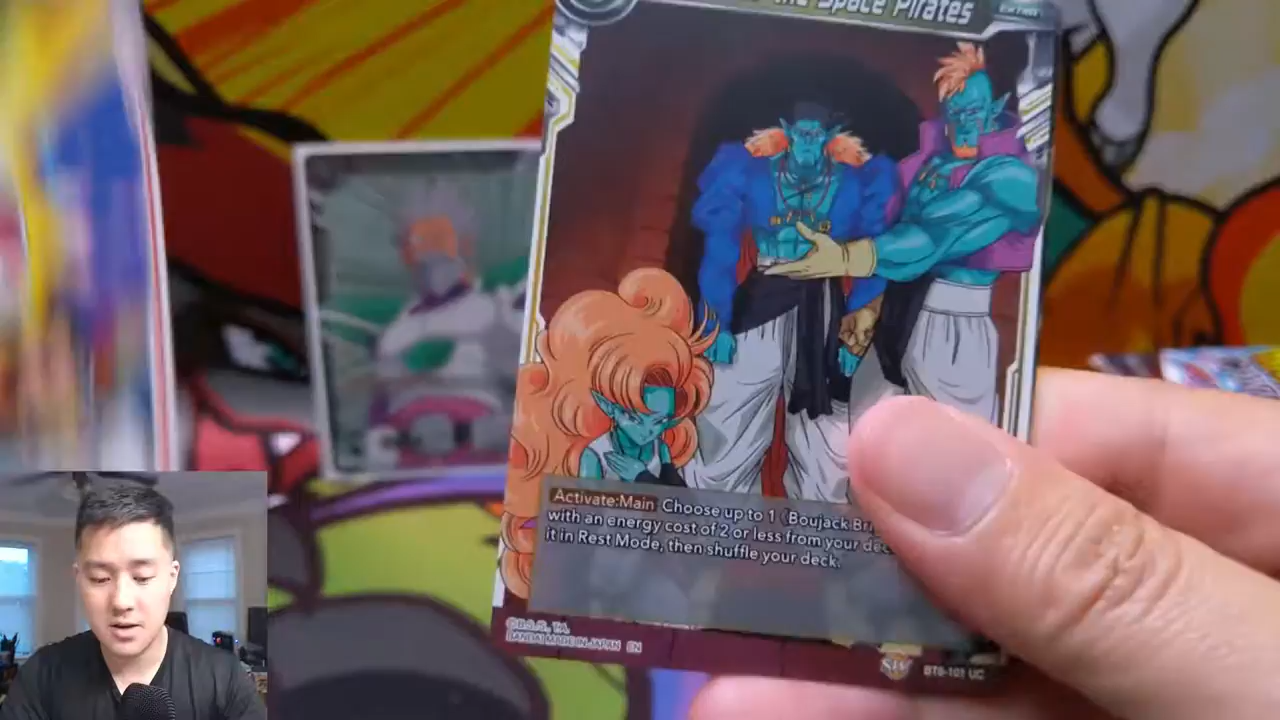 the Space Pirates
Activate:Main Choose up to 1 《Boujack Br
with an energy cost of 2 or less from your dec
it in Rest Mode, then shuffle your deck.
© B.S./S., T.A.
BANDAI MADE IN JAPAN EN
BT6-101 UC